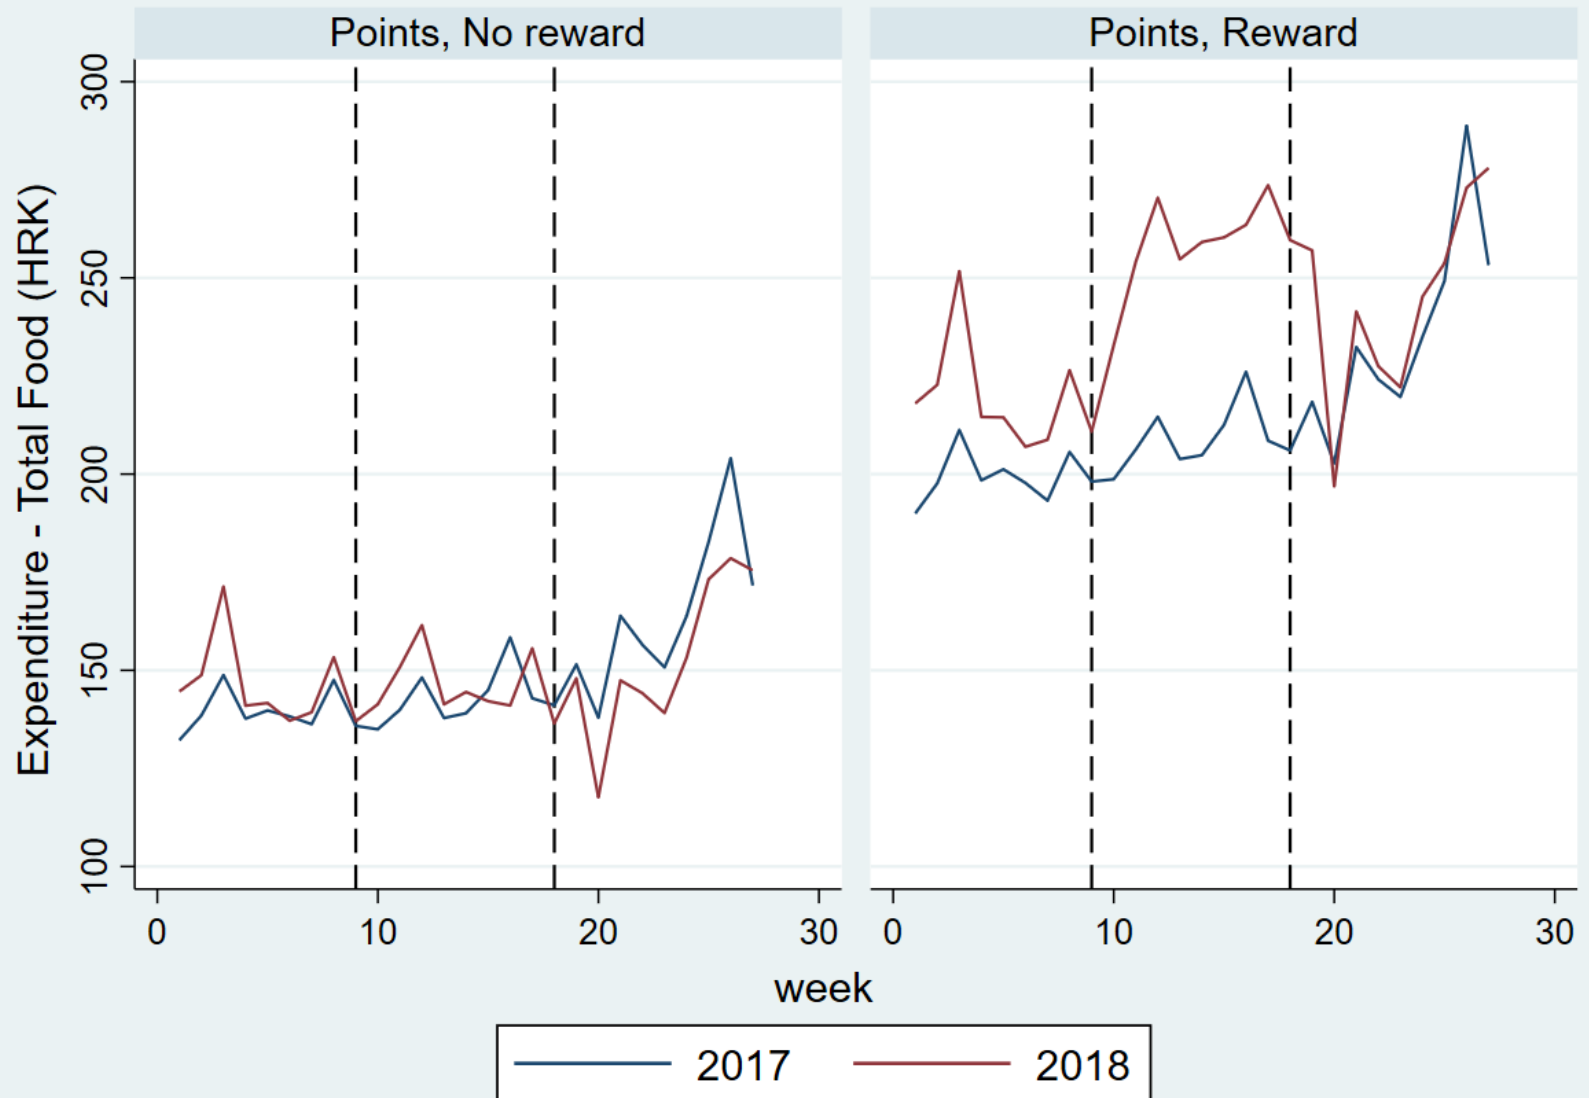 Points, No reward
Points, Reward
Expenditure - Total Food (HRK)
300
250
200
150
100
0 10 20 30
0 10 20 30
week
2017 2018